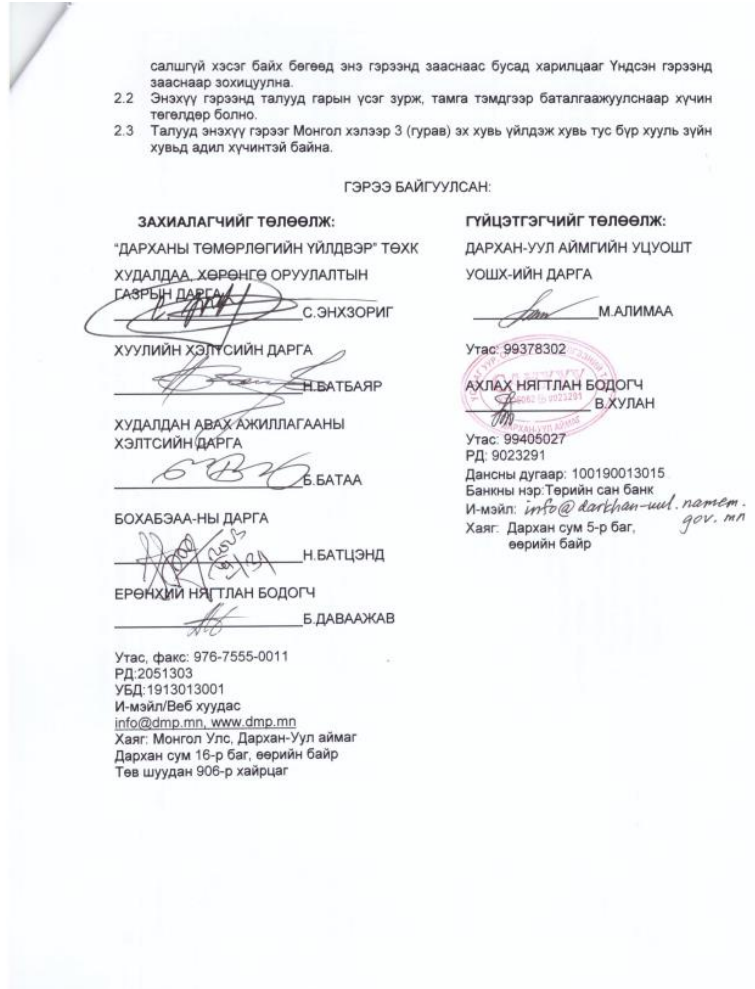 салшгүй хэсэг байх бөгөөд энэ гэрээнд зааснаас бусад харилцааг Үндсэн гэрээнд
зааснаар зохицуулна.
2.2 Энэхүү гэрээнд талууд гарын үсэг зурж, тамга тэмдгээр баталгаажуулснаар хүчин
төгөлдөр болно.
2.3 Талууд энэхүү гэрээг Монгол хэлээр 3 (гурав) эх хувь үйлдэж хувь тус бүр хууль зүйн
хувьд адил хүчинтэй байна.
ГЭРЭЭ БАЙГУУЛСАН:
ЗАХИАЛАГЧИЙГ ТӨЛӨӨЛЖ:
"ДАРХАНЫ ТӨМӨРЛӨГИЙН ҮЙЛДВЭР" ТӨХК
ХУДАЛДАА, ХӨРӨНГӨ ОРУУЛАЛТЫН
ГАЗРЫН ДАРГА
С.ЭНХЗОРИГ
ХУУЛИЙН ХЭЛТСИЙН ДАРГА
Н.БАТБАЯР
ХУДАЛДАН АВАХ АЖИЛЛАГААНЫ
ХЭЛТСИЙН ДАРГА
Б.БАТАА
БОХАБЭАА-НЫ ДАРГА
Н.БАТЦЭНД
ЕРӨНХИЙ НЯГТЛАН БОДОГЧ
Б.ДАВААЖАВ
Утас, факс: 976-7555-0011
РД:2051303
УБД:1913013001
И-мэйл/Веб хуудас
info@dmp.mn, www.dmp.mn
Хаяг: Монгол Улс, Дархан-Уул аймаг
Дархан сум 16-р баг, өөрийн байр
Төв шуудан 906-р хайрцаг
ГҮЙЦЭТГЭГЧИЙГ ТӨЛӨӨЛЖ:
ДАРХАН-УУЛ АЙМГИЙН УЦУОШТ
УОШХ-ИЙН ДАРГА
М.АЛИМАА
Утас: 99378302
АХЛАХ НЯГТЛАН БОДОГЧ
В.ХУЛАН
ДАРХАН-УУЛ АЙМАГ
Утас: 99405027
РД: 9023291
Дансны дугаар: 100190013015
Банкны нэр:Төрийн сан банк
И-мэйл: info@darkhan-uul.namem.
gov.mn
Хаяг: Дархан сум 5-р баг,
өөрийн байр